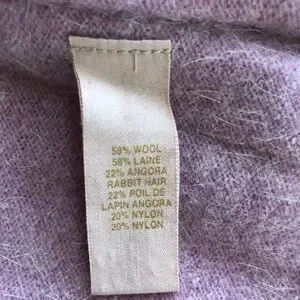 58% WOOL
58% LAINE
22% ANGORA
RABBIT HAIR
22% POIL DE
LAPIN ANGORA
20% NYLON
20% NYLON